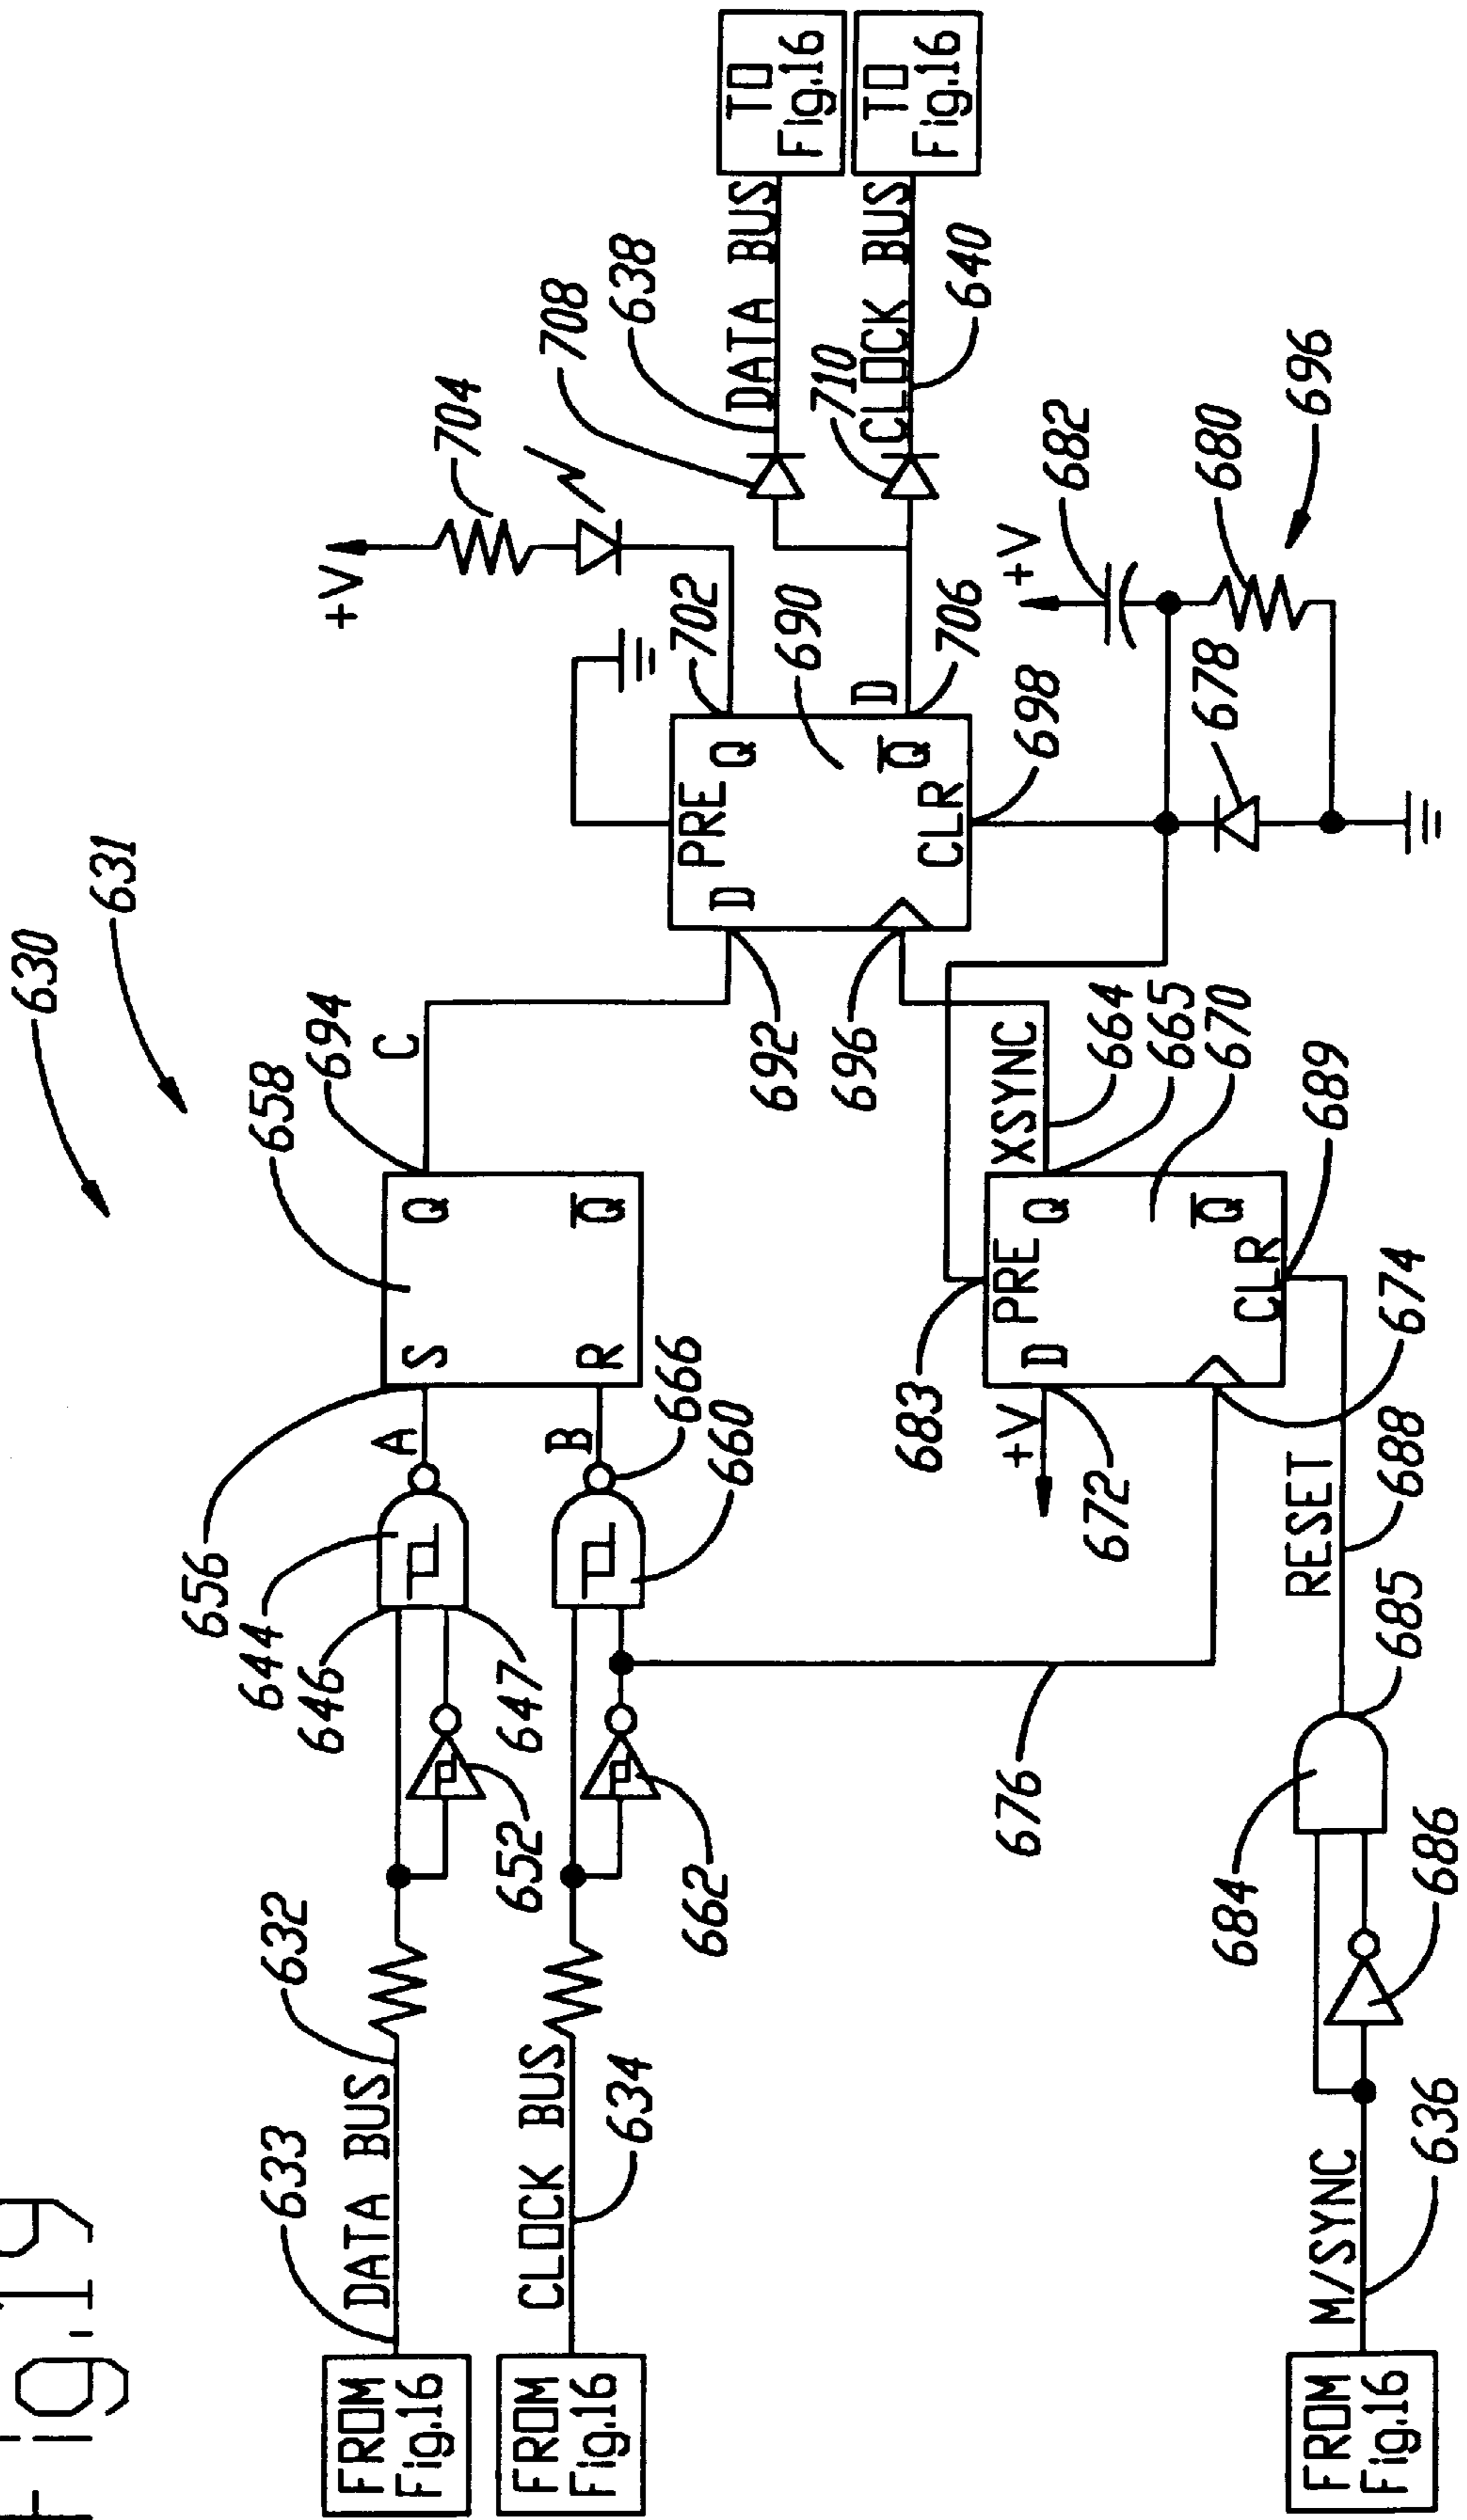 Fig.19
630
631
+V
704
708
638
DATA BUS
TO
Fig.16
710
CLOCK BUS
640
TO
Fig.16
658
694
C
702
690
PRE
D
Q
Q
CLR
D
706
698
692
696
+V
682
680
678
696
633
632
FROM
Fig.16
DATA BUS
644
646
647
652
656
A
S
Q
R
Q
FROM
Fig.16
CLOCK BUS
634
662
B
666
660
676
683
+V
672
D
PRE
Q
Q
CLR
XSYNC
664
665
670
689
674
FROM
Fig.16
M/SYNC
636
684
686
685
RESET
688